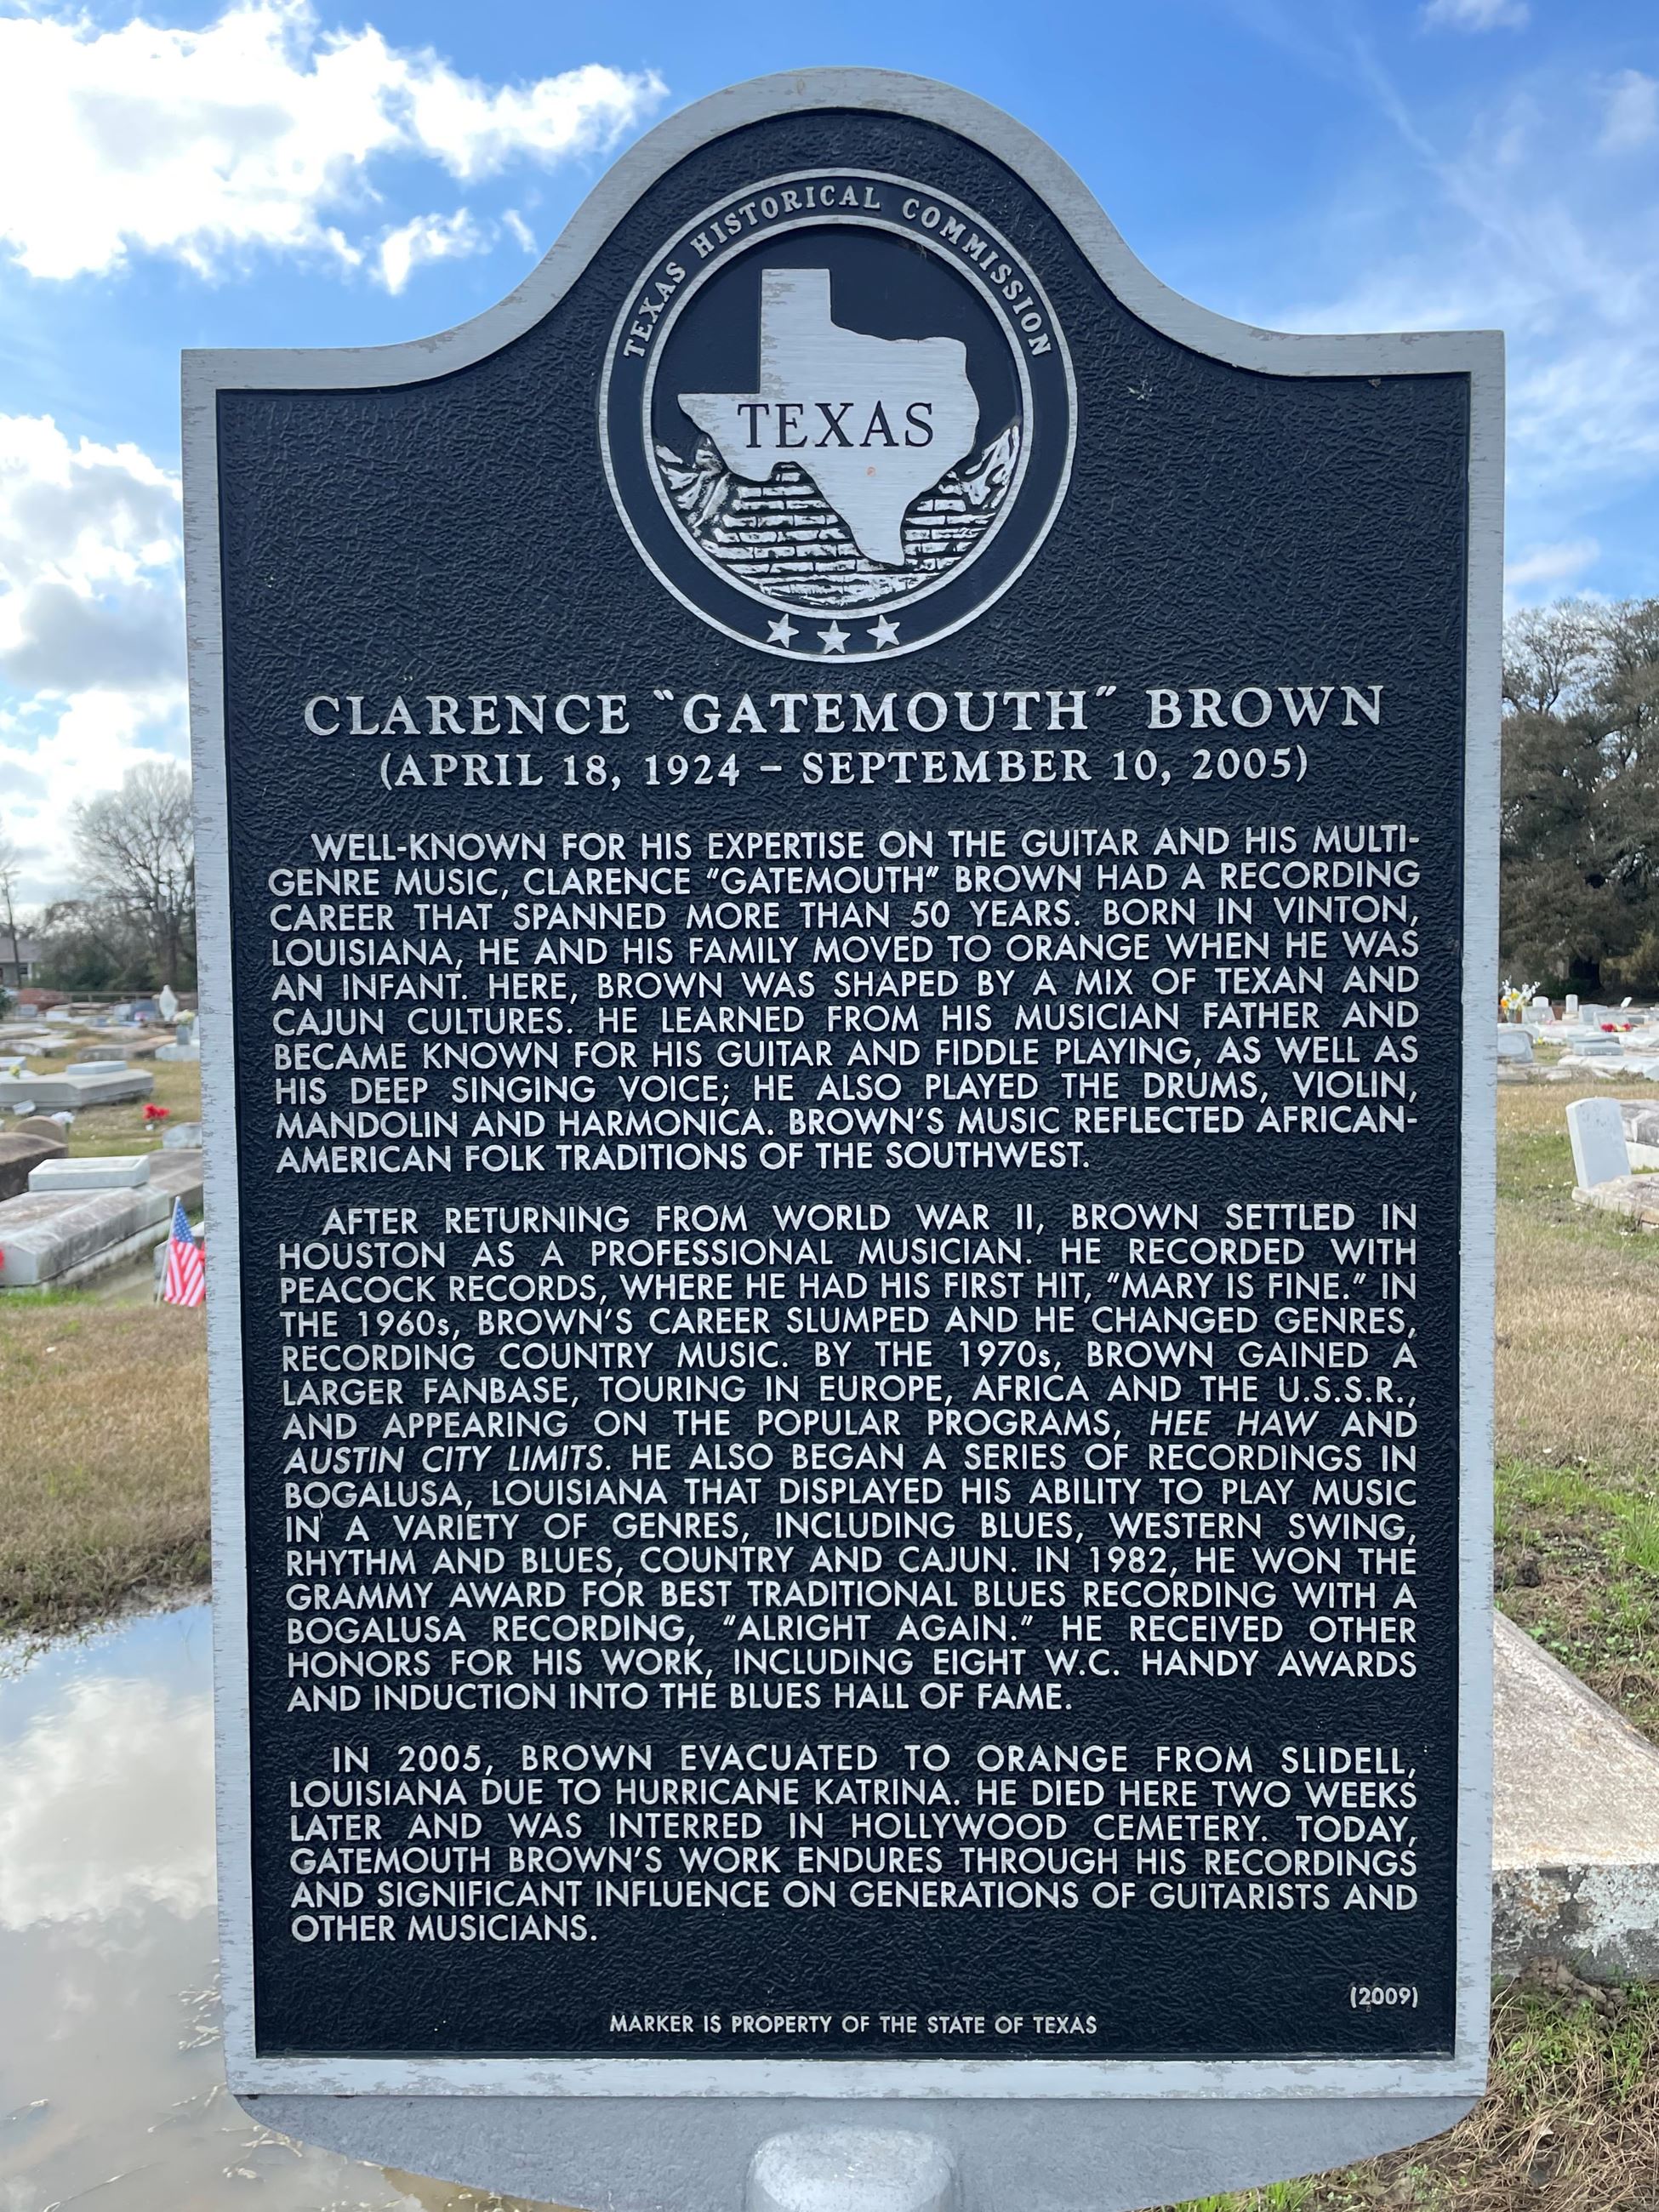 TEXAS HISTORICAL COMMISSION
TEXAS
CLARENCE "GATEMOUTH" BROWN
(APRIL 18, 1924 – SEPTEMBER 10, 2005)
WELL-KNOWN FOR HIS EXPERTISE ON THE GUITAR AND HIS MULTI-
GENRE MUSIC, CLARENCE "GATEMOUTH" BROWN HAD A RECORDING
CAREER THAT SPANNED MORE THAN 50 YEARS. BORN IN VINTON,
LOUISIANA, HE AND HIS FAMILY MOVED TO ORANGE WHEN HE WAS
AN INFANT. HERE, BROWN WAS SHAPED BY A MIX OF TEXAN AND
CAJUN CULTURES. HE LEARNED FROM HIS MUSICIAN FATHER AND
BECAME KNOWN FOR HIS GUITAR AND FIDDLE PLAYING, AS WELL AS
HIS DEEP SINGING VOICE; HE ALSO PLAYED THE DRUMS, VIOLIN,
MANDOLIN AND HARMONICA. BROWN'S MUSIC REFLECTED AFRICAN-
AMERICAN FOLK TRADITIONS OF THE SOUTHWEST.
AFTER RETURNING FROM WORLD WAR II, BROWN SETTLED IN
HOUSTON AS A PROFESSIONAL MUSICIAN. HE RECORDED WITH
PEACOCK RECORDS, WHERE HE HAD HIS FIRST HIT, "MARY IS FINE." IN
THE 1960s, BROWN'S CAREER SLUMPED AND HE CHANGED GENRES,
RECORDING COUNTRY MUSIC. BY THE 1970s, BROWN GAINED A
LARGER FANBASE, TOURING IN EUROPE, AFRICA AND THE U.S.S.R.,
AND APPEARING ON THE POPULAR PROGRAMS, HEE HAW AND
AUSTIN CITY LIMITS. HE ALSO BEGAN A SERIES OF RECORDINGS IN
BOGALUSA, LOUISIANA THAT DISPLAYED HIS ABILITY TO PLAY MUSIC
IN A VARIETY OF GENRES, INCLUDING BLUES, WESTERN SWING,
RHYTHM AND BLUES, COUNTRY AND CAJUN. IN 1982, HE WON THE
GRAMMY AWARD FOR BEST TRADITIONAL BLUES RECORDING WITH A
BOGALUSA RECORDING, "ALRIGHT AGAIN." HE RECEIVED OTHER
HONORS FOR HIS WORK, INCLUDING EIGHT W.C. HANDY AWARDS
AND INDUCTION INTO THE BLUES HALL OF FAME.
IN 2005, BROWN EVACUATED TO ORANGE FROM SLIDELL,
LOUISIANA DUE TO HURRICANE KATRINA. HE DIED HERE TWO WEEKS
LATER AND WAS INTERRED IN HOLLYWOOD CEMETERY. TODAY,
GATEMOUTH BROWN'S WORK ENDURES THROUGH HIS RECORDINGS
AND SIGNIFICANT INFLUENCE ON GENERATIONS OF GUITARISTS AND
OTHER MUSICIANS.
(2009)
MARKER IS PROPERTY OF THE STATE OF TEXAS